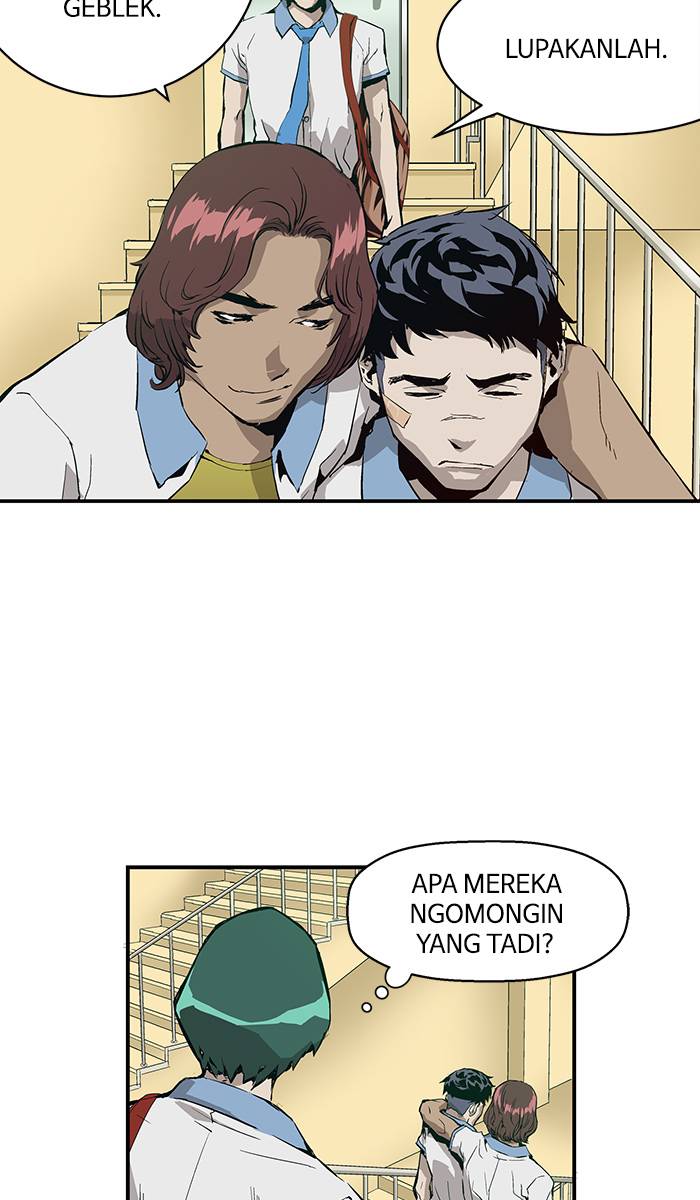 GEBLEK.
LUPAKANLAH.
APA MEREKA
NGOMONGIN
YANG TADI?